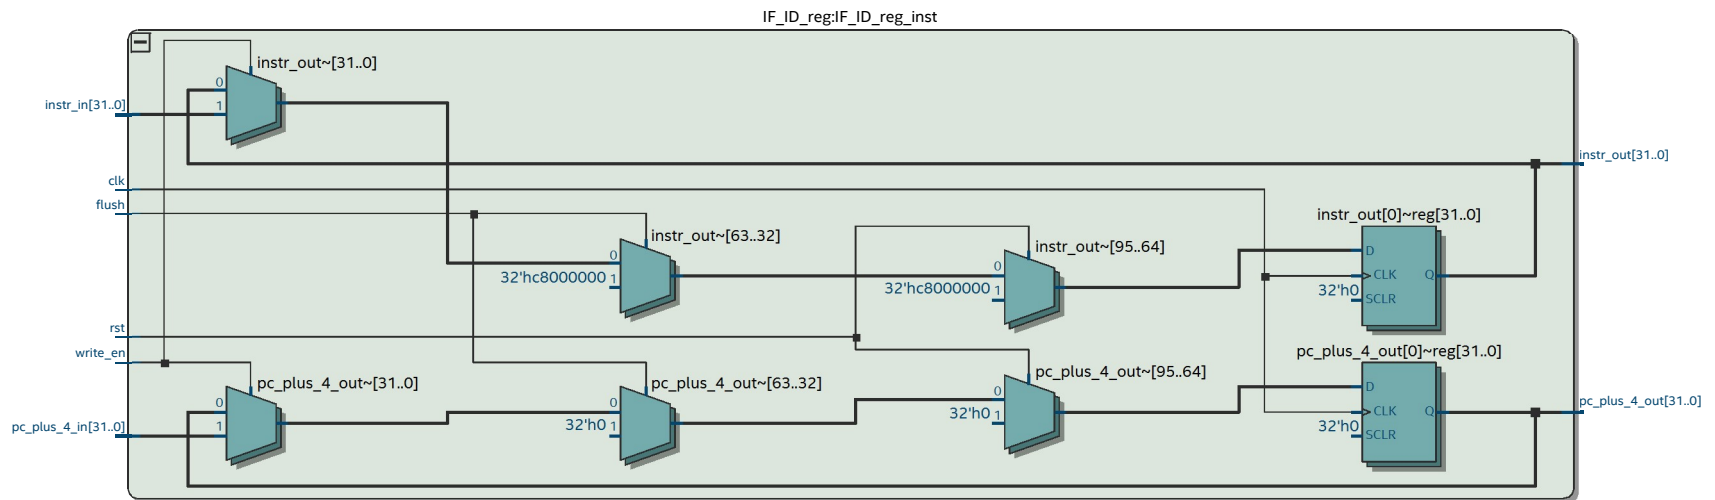 IF_ID_reg:IF_ID_reg_inst
instr_out~[31..0]
0
instr_in[31..0]
1
instr_out[31..0]
clk
flush
instr_out[0]~reg[31..0]
instr_out~[63..32]
instr_out~[95..64]
0
32'hc8000000 1
0
32'hc8000000 1
D
CLK
Q
32'h0
SCLR
rst
write_en
pc_plus_4_out[0]~reg[31..0]
pc_plus_4_out~[31..0]
pc_plus_4_out~[63..32]
pc_plus_4_out~[95..64]
0
pc_plus_4_in[31..0]
1
0
32'h0 1
0
32'h0 1
D
CLK
Q
32'h0
SCLR
pc_plus_4_out[31..0]